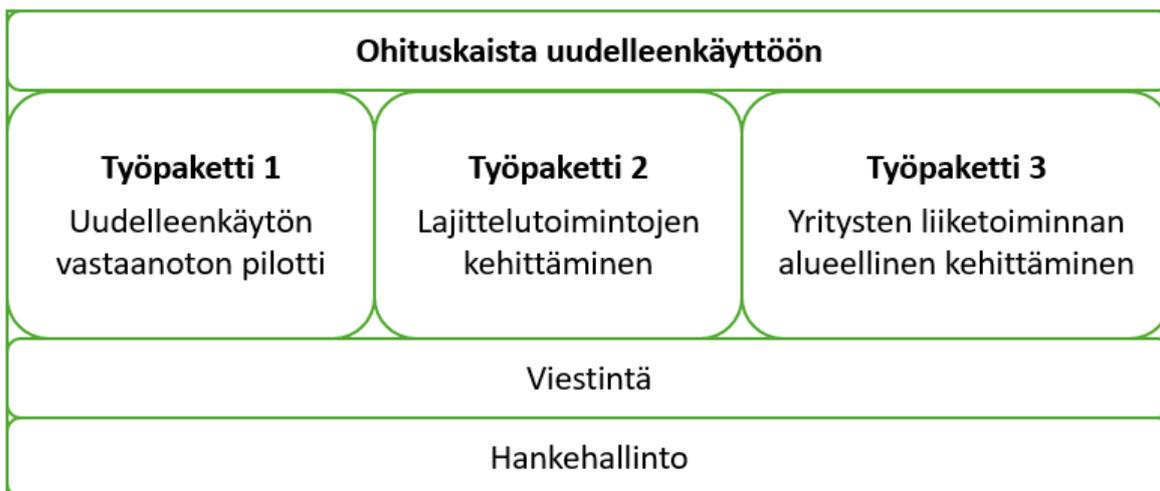 Ohituskaista uudelleenkäyttöön
Työpaketti 1
Uudelleenkäytön
vastaanoton pilotti
Työpaketti 2
Lajittelutoimintojen
kehittäminen
Työpaketti 3
Yritysten liiketoiminnan
alueellinen kehittäminen
Viestintä
Hankehallinto